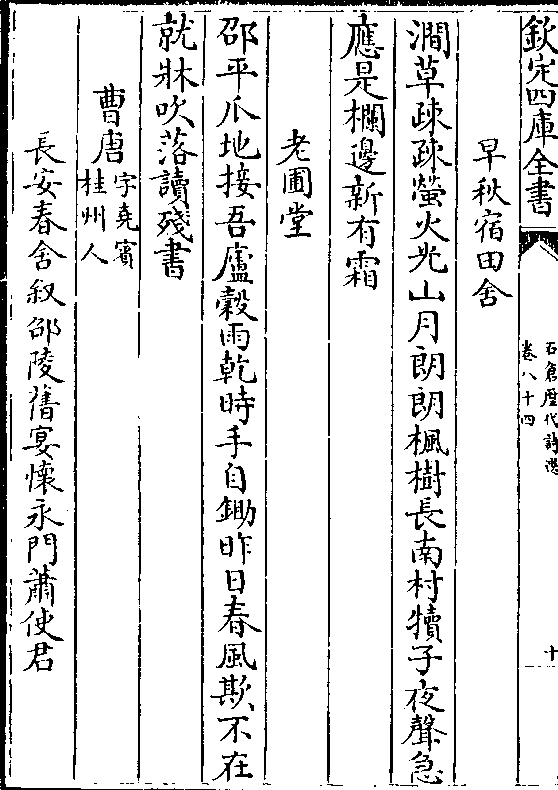 欽定四庫全書
石倉歷代詩選
卷八十四
十
早秋宿田舍
澗草疎疎螢火光山月朗朗楓樹長南村犢子夜聲急
應是欄邊新有霜
老圃堂
邵平瓜地接吾廬穀雨乾時手自鋤昨日春風欺不在
就牀吹落讀殘書
曹唐字堯賓桂州人
長安春舍叙邵陵舊宴懷永門蕭使君